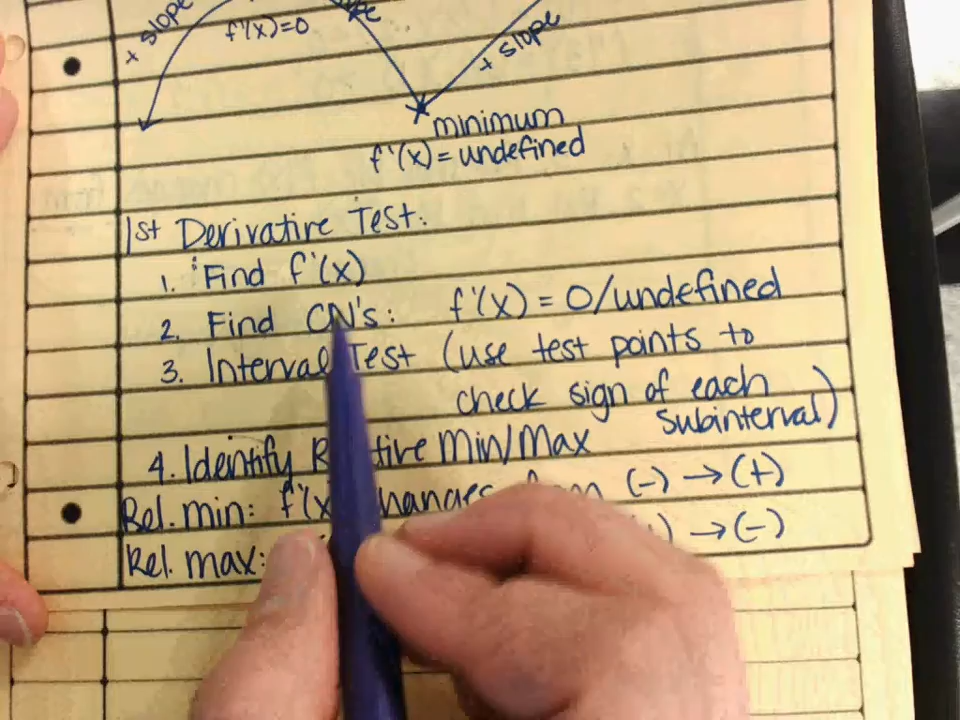 + slope
f'(x)=0
+ slope
minimum
f'(x) = undefined
1st Derivative Test:
1. Find f'(x)
2. Find CN's: f'(x) = 0/undefined
3. Interval Test (use test points to
check sign of each
subinterval)
4. Identify Min/Max
Rel. min: f'(x) (-) → (+)
Rel. max: → (-)